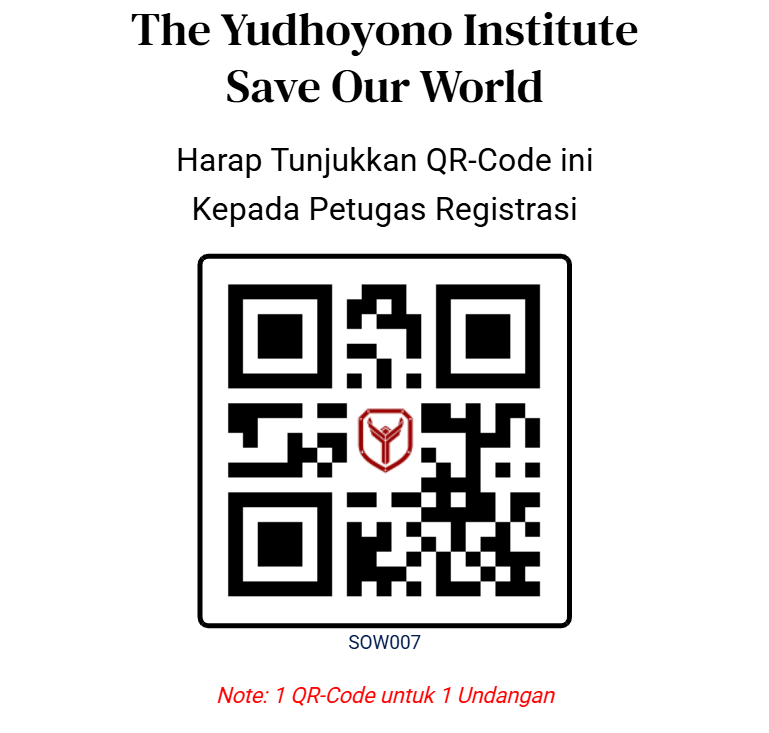 The Yudhoyono Institute
Save Our World
Harap Tunjukkan QR-Code ini
Kepada Petugas Registrasi
SOW007
Note: 1 QR-Code untuk 1 Undangan